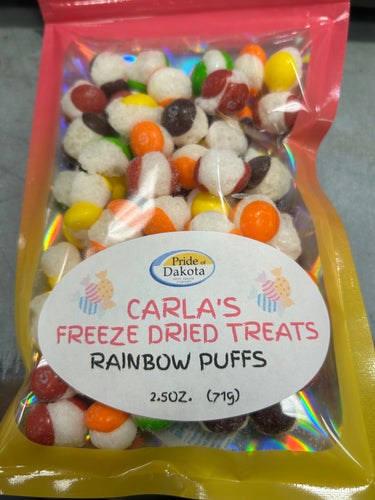 Pride of
Dakota
CARLA'S
FREEZE DRIED TREATS
RAINBOW PUFFS
2.5OZ. (71g)